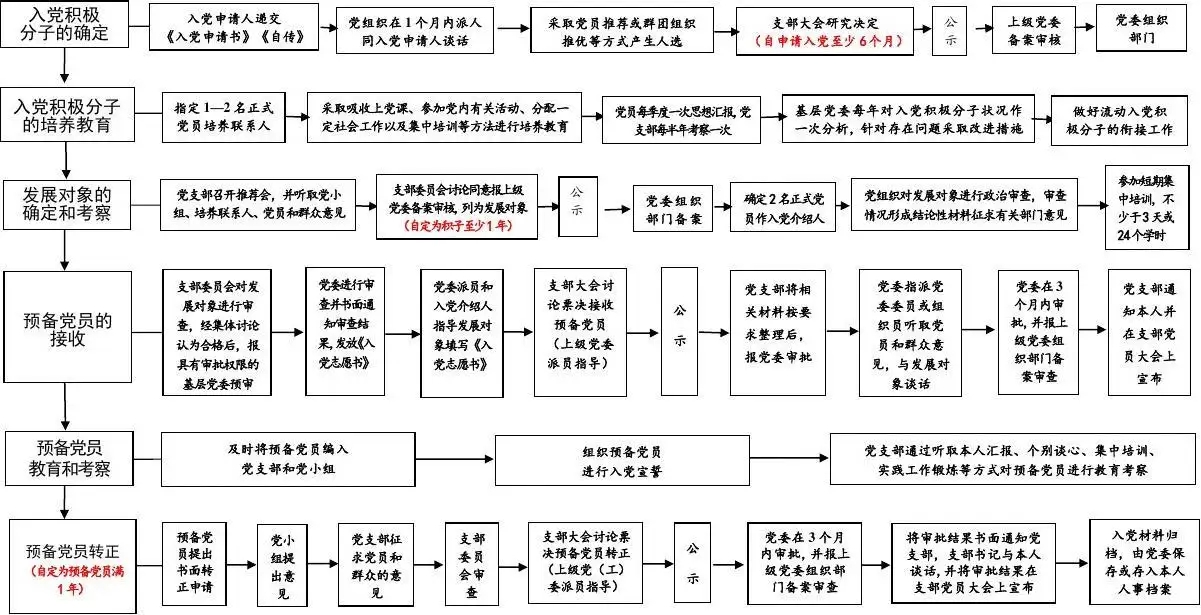 入党积极
分子的确定
入党申请人递交
《入党申请书》《自传》
党组织在1个月内派人
同入党申请人谈话
采取党员推荐或群团组织
推优等方式产生人选
支部大会研究决定
（自申请入党至少6个月）
公
示
上级党委
备案审核
党委组织
部门
入党积极分子
的培养教育
指定1—2名正式
党员培养联系人
采取吸收上党课、参加党内有关活动、分配一
定社会工作以及集中培训等方法进行培养教育
党员每季度一次思想汇报,党
支部每半年考察一次
基层党委每年对入党积极分子状况作
一次分析，针对存在问题采取改进措施
做好流动入党积
极分子的衔接工作
发展对象的
确定和考察
党支部召开推荐会，并听取党小
组、培养联系人、党员和群众意见
支部委员会讨论同意报上级
党委备案审核,列为发展对象
（自定为积子至少1年）
公
示
党委组织
部门备案
确定2名正式党
员作入党介绍人
党组织对发展对象进行政治审查，审查
情况形成结论性材料征求有关部门意见
参加短期集
中培训，不
少于3天或
24个学时
预备党员的
接收
支部委员会对发
展对象进行审
查，经集体讨论
认为合格后，报
具有审批权限的
基层党委预审
党委进行审
查并书面通
知审查结
果,发放《入
党志愿书》
党委派员和
入党介绍人
指导发展对
象填写《入
党志愿书》
支部大会讨
论票决接收
预备党员
（上级党委
派员指导）
公
示
党支部将相
关材料按要
求整理后，
报党委审批
党委指派党
委委员或组
织员听取党
员和群众意
见，与发展对
象谈话
党委在3
个月内审
批,并报上
级党委组
织部门备
案审查
党支部通
知本人并
在支部党
员大会上
宣布
预备党员
教育和考察
及时将预备党员编入
党支部和党小组
组织预备党员
进行入党宣誓
党支部通过听取本人汇报、个别谈心、集中培训、
实践工作锻炼等方式对预备党员进行教育考察
预备党员转正
（自定为预备党员满
1年）
预备党
员提出
书面转
正申请
党小
组提出
意见
党支部征
求党员和
群众的意见
支部
委员
会审
查
支部大会讨论票
决预备党员转正
（上级党（工）
委派员指导）
公
示
党委在3个月
内审批，并报上
级党委组织部
门备案审查
将审批结果书面通知党
支部，支部书记与本人
谈话,并将审批结果在
支部党员大会上宣布
入党材料归
档，由党委保
存或存入本人
人事档案